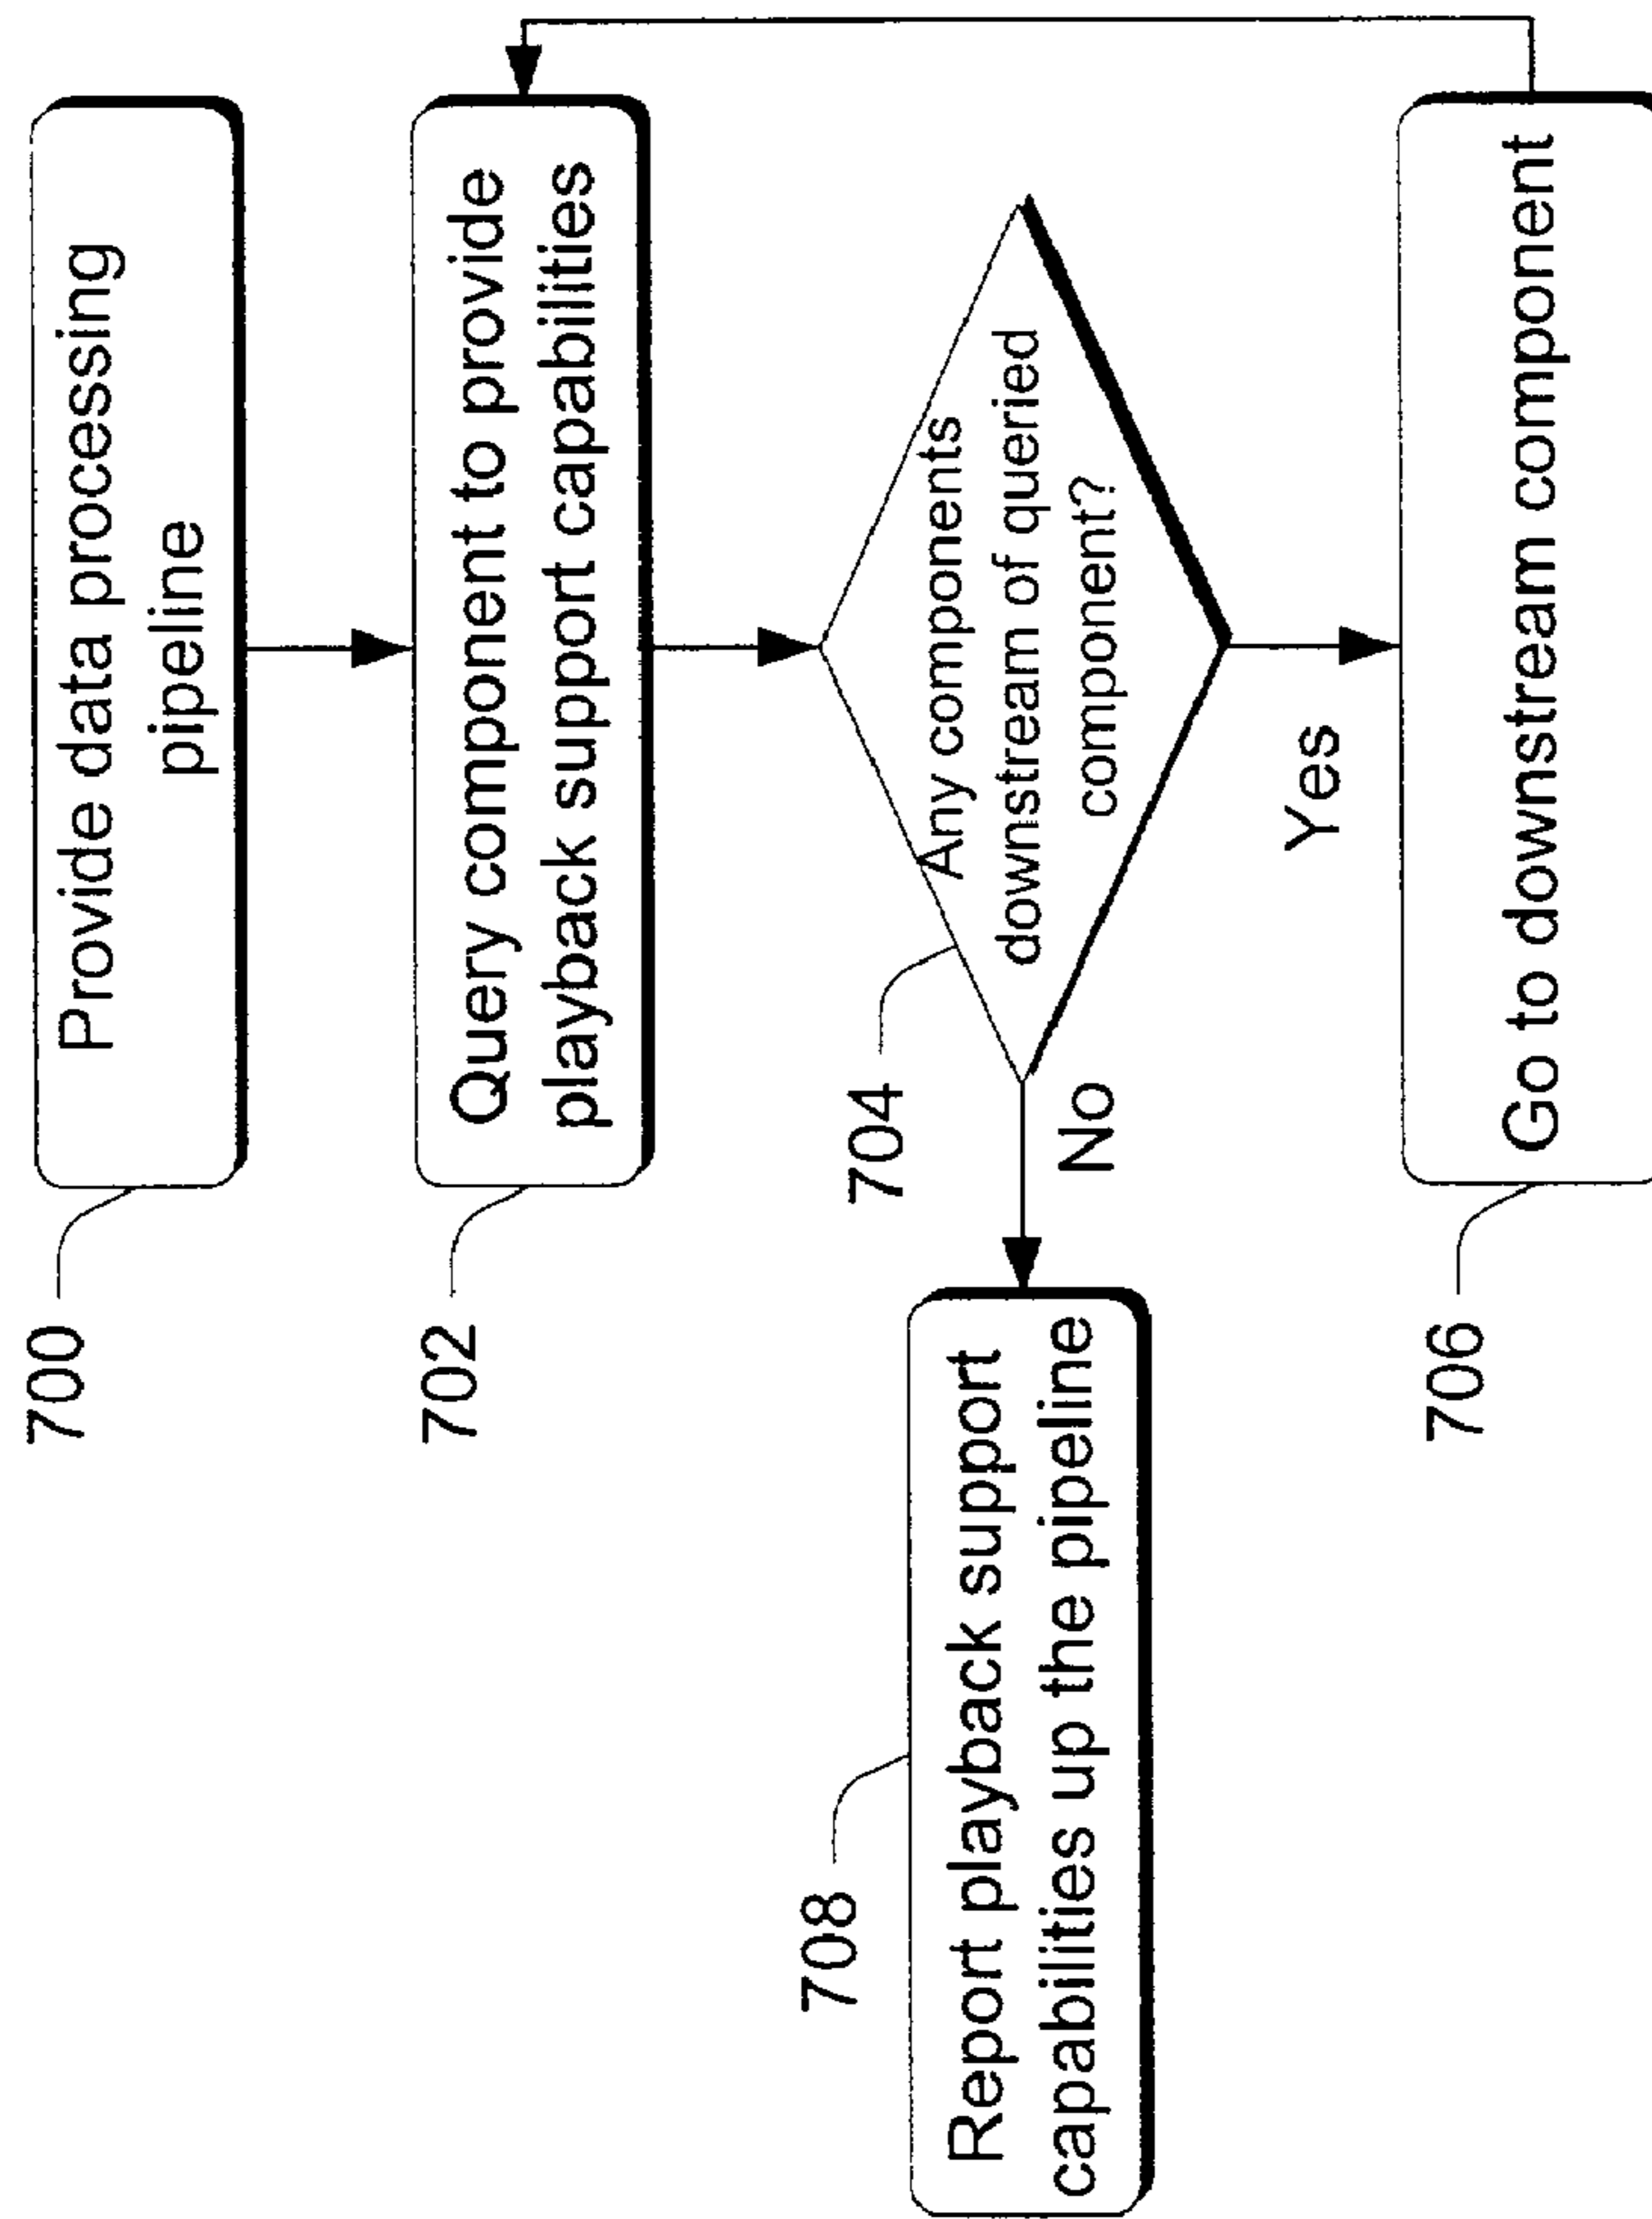 700
Provide data processing
pipeline
702
Query component to provide
playback support capabilities
704
Any components
downstream of queried
component?
No
Yes
708
Report playback support
capabilities up the pipeline
706
Go to downstream component